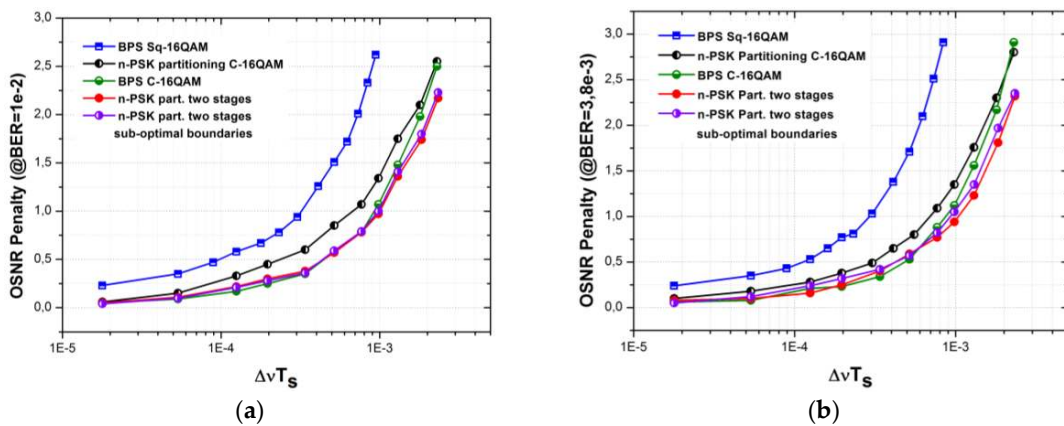 OSNR Penalty (@BER=1e-2)
3,0
2,5
2,0
1,5
1,0
0,5
0,0
BPS Sq-16QAM
n-PSK partitioning C-16QAM
BPS C-16QAM
n-PSK part. two stages
n-PSK part. two stages
sub-optimal boundaries
1E-5 1E-4 1E-3
ΔνTs
(a)
OSNR Penalty (@BER=3,8e-3)
3,0
2,5
2,0
1,5
1,0
0,5
0,0
BPS Sq-16QAM
n-PSK Partitioning C-16QAM
BPS C-16QAM
n-PSK Part. two stages
n-PSK Part. two stages
sub-optimal boundaries
1E-5 1E-4 1E-3
ΔνTs
(b)